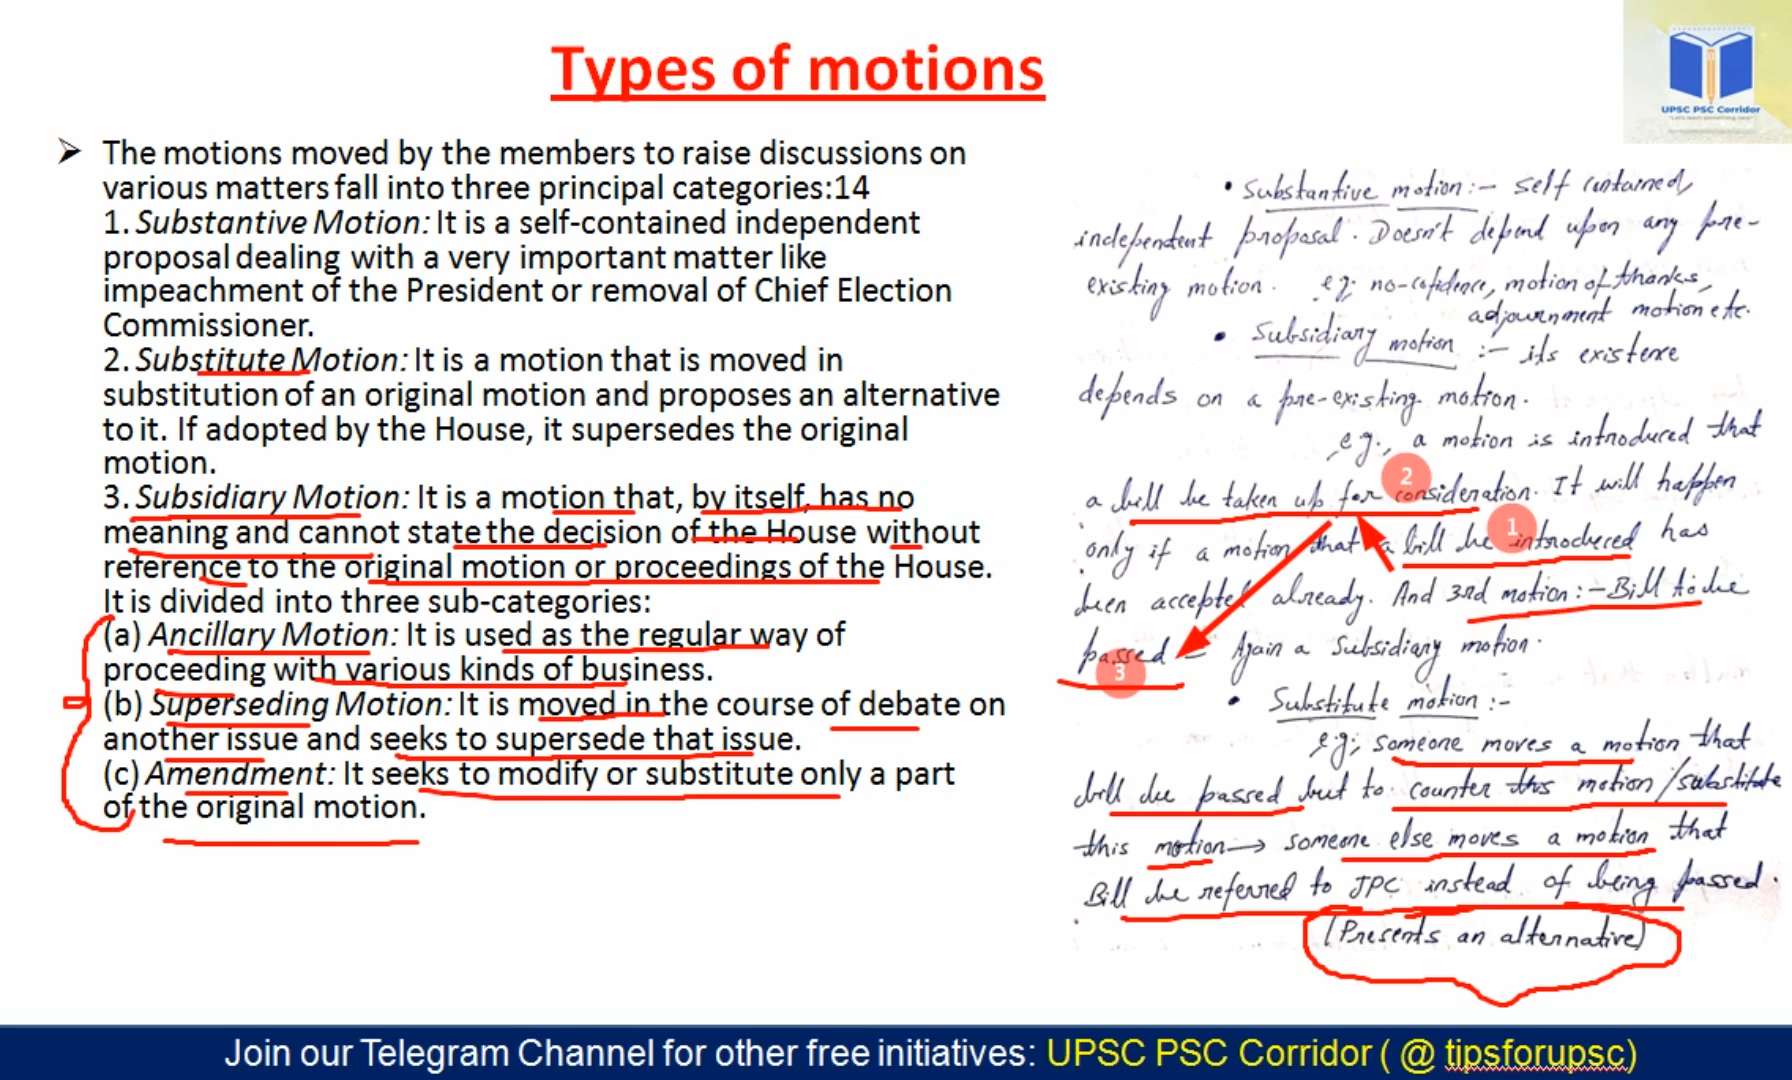 Types of motions
UPSC PSC Corridor
➢ The motions moved by the members to raise discussions on
various matters fall into three principal categories:14
1. Substantive Motion: It is a self-contained independent
proposal dealing with a very important matter like
impeachment of the President or removal of Chief Election
Commissioner.
2. Substitute Motion: It is a motion that is moved in
substitution of an original motion and proposes an alternative
to it. If adopted by the House, it supersedes the original
motion.
3. Subsidiary Motion: It is a motion that, by itself, has no
meaning and cannot state the decision of the House without
reference to the original motion or proceedings of the House.
It is divided into three sub-categories:
(a) Ancillary Motion: It is used as the regular way of
proceeding with various kinds of business.
(b) Superseding Motion: It is moved in the course of debate on
another issue and seeks to supersede that issue.
(c) Amendment: It seeks to modify or substitute only a part
of the original motion.
• Substantive motion :- self contained,
independent proposal. Doesn't depend upon any pre-
existing motion. eg; no-cofidence, motion of thanks,
adjournment motion etc.
• Subsidiary motion :- its existence
depends on a pre-existing motion.
e.g., a motion is introduced that
2
a bill be taken up for consideration. It will happen
1
only if a motion that a bill be introduced has
been accepted already. And 3rd motion :- Bill to be
passed - Again a Subsidiary motion.
3
• Substitute motion :-
e.g; someone moves a motion that
bill be passed but to counter this motion/substitute
this motion → someone else moves a motion that
Bill be referred to JPC instead of being passed.
(Presents an alternative)
Join our Telegram Channel for other free initiatives: UPSC PSC Corridor ( @ tipsforupsc)